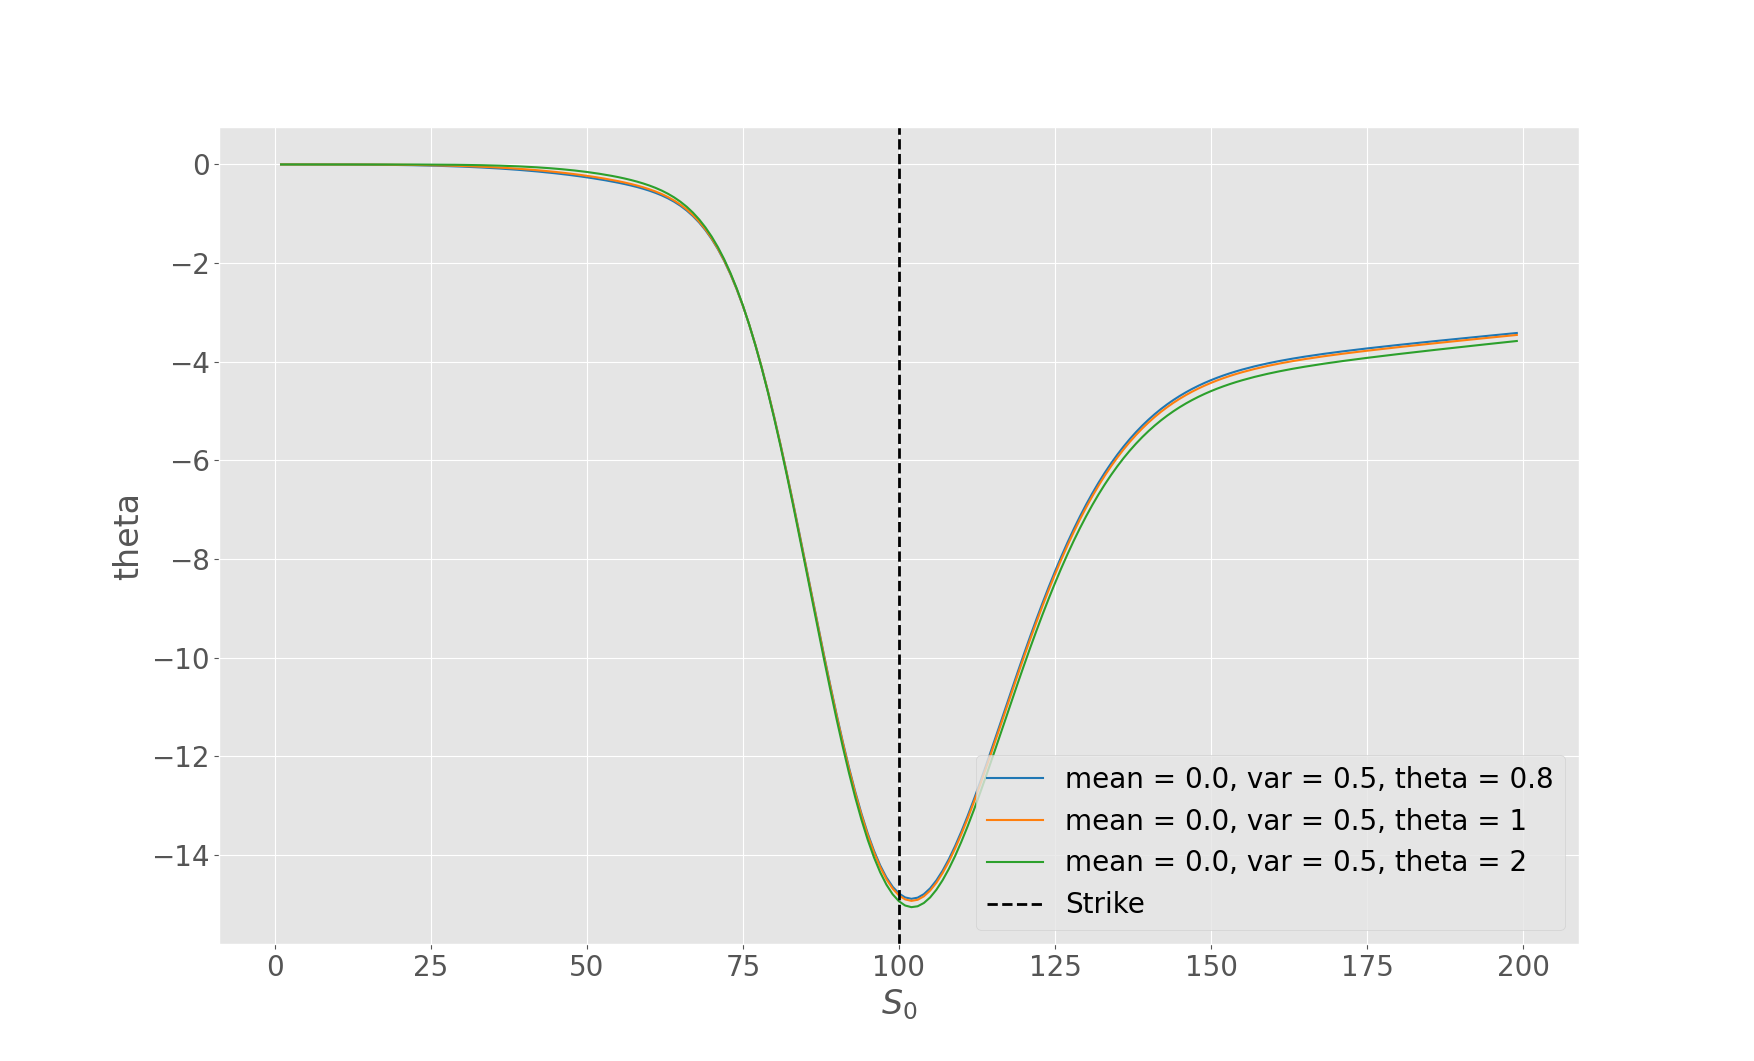 0
−2
−4
−6
−8
−10
−12
−14
theta
mean = 0.0, var = 0.5, theta = 0.8
mean = 0.0, var = 0.5, theta = 1
mean = 0.0, var = 0.5, theta = 2
Strike
0 25 50 75 100 125 150 175 200
S₀